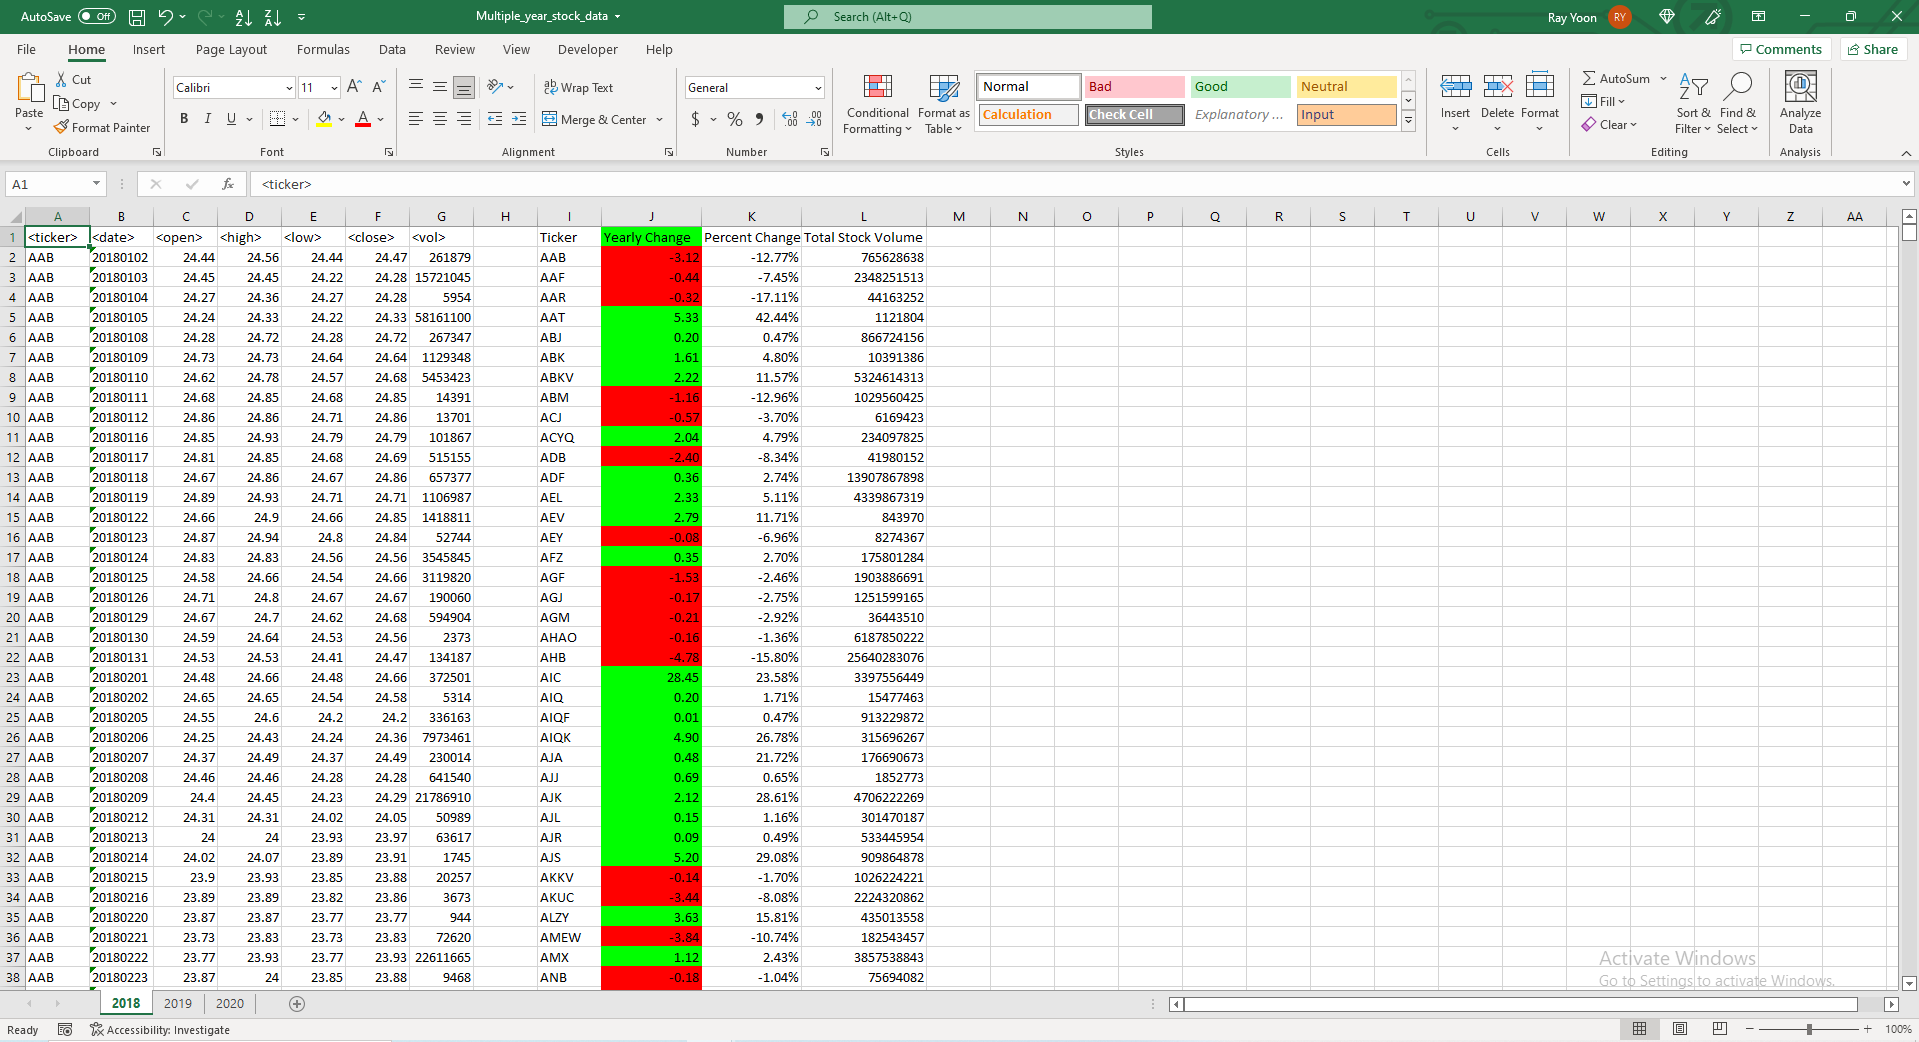 AutoSave Off Multiple_year_stock_data Search (Alt+Q) Ray Yoon RY
File Home Insert Page Layout Formulas Data Review View Developer Help Comments Share
Paste Cut Copy Format Painter Clipboard
Calibri 11 B I U Font
Wrap Text Merge & Center Alignment
General $ % Number
Conditional Formatting Format as Table
Normal Bad Good Neutral
Calculation Check Cell Explanatory ... Input
Styles
Insert Delete Format Cells
AutoSum Fill Clear Sort & Filter Find & Select Editing
Analyze Data Analysis
A1 fx <ticker>
A B C D E F G H I J K L M N O P Q R S T U V W X Y Z AA
1 <ticker> <date> <open> <high> <low> <close> <vol> Ticker Yearly Change Percent Change Total Stock Volume
2 AAB 20180102 24.44 24.56 24.44 24.47 261879 AAB -3.12 -12.77% 765628638
3 AAB 20180103 24.45 24.45 24.22 24.28 15721045 AAF -0.44 -7.45% 2348251513
4 AAB 20180104 24.27 24.36 24.27 24.28 5954 AAR -0.32 -17.11% 44163252
5 AAB 20180105 24.24 24.33 24.22 24.33 58161100 AAT 5.33 42.44% 1121804
6 AAB 20180108 24.28 24.72 24.28 24.72 267347 ABJ 0.20 0.47% 866724156
7 AAB 20180109 24.73 24.73 24.64 24.64 1129348 ABK 1.61 4.80% 10391386
8 AAB 20180110 24.62 24.78 24.57 24.68 5453423 ABKV 2.22 11.57% 5324614313
9 AAB 20180111 24.68 24.85 24.68 24.85 14391 ABM -1.16 -12.96% 1029560425
10 AAB 20180112 24.86 24.86 24.71 24.86 13701 ACJ -0.57 -3.70% 6169423
11 AAB 20180116 24.85 24.93 24.79 24.79 101867 ACYQ 2.04 4.79% 234097825
12 AAB 20180117 24.81 24.85 24.68 24.69 515155 ADB -2.40 -8.34% 41980152
13 AAB 20180118 24.67 24.86 24.67 24.86 657377 ADF 0.36 2.74% 13907867898
14 AAB 20180119 24.89 24.93 24.71 24.71 1106987 AEL 2.33 5.11% 4339867319
15 AAB 20180122 24.66 24.9 24.66 24.85 1418811 AEV 2.79 11.71% 843970
16 AAB 20180123 24.87 24.94 24.8 24.84 52744 AEY -0.08 -6.96% 8274367
17 AAB 20180124 24.83 24.83 24.56 24.56 3545845 AFZ 0.35 2.70% 175801284
18 AAB 20180125 24.58 24.66 24.54 24.66 3119820 AGF -1.53 -2.46% 1903886691
19 AAB 20180126 24.71 24.8 24.67 24.67 190060 AGJ -0.17 -2.75% 1251599165
20 AAB 20180129 24.67 24.7 24.62 24.68 594904 AGM -0.21 -2.92% 36443510
21 AAB 20180130 24.59 24.64 24.53 24.56 2373 AHAO -0.16 -1.36% 6187850222
22 AAB 20180131 24.53 24.53 24.41 24.47 134187 AHB -4.78 -15.80% 25640283076
23 AAB 20180201 24.48 24.66 24.48 24.66 372501 AIC 28.45 23.58% 3397556449
24 AAB 20180202 24.65 24.65 24.54 24.58 5314 AIQ 0.20 1.71% 15477463
25 AAB 20180205 24.55 24.6 24.2 24.2 336163 AIQF 0.01 0.47% 913229872
26 AAB 20180206 24.25 24.43 24.24 24.36 7973461 AIQK 4.90 26.78% 315696267
27 AAB 20180207 24.37 24.49 24.37 24.49 230014 AJA 0.48 21.72% 176690673
28 AAB 20180208 24.46 24.46 24.28 24.28 641540 AJJ 0.69 0.65% 1852773
29 AAB 20180209 24.4 24.45 24.23 24.29 21786910 AJK 2.12 28.61% 4706222269
30 AAB 20180212 24.31 24.31 24.02 24.05 50989 AJL 0.15 1.16% 301470187
31 AAB 20180213 24 24 23.93 23.97 63617 AJR 0.09 0.49% 533445954
32 AAB 20180214 24.02 24.07 23.89 23.91 1745 AJS 5.20 29.08% 909864878
33 AAB 20180215 23.9 23.93 23.85 23.88 20257 AKKV -0.14 -1.70% 1026224221
34 AAB 20180216 23.89 23.89 23.82 23.86 3673 AKUC -3.44 -8.08% 2224320862
35 AAB 20180220 23.87 23.87 23.77 23.77 944 ALZY 3.63 15.81% 435013558
36 AAB 20180221 23.73 23.83 23.73 23.83 72620 AMEW -3.84 -10.74% 182543457
37 AAB 20180222 23.77 23.93 23.77 23.93 22611665 AMX 1.12 2.43% 3857538843
38 AAB 20180223 23.87 24 23.85 23.88 9468 ANB -0.18 -1.04% 75694082
Activate Windows
Go to Settings to activate Windows.
2018 2019 2020
Ready Accessibility: Investigate 100%